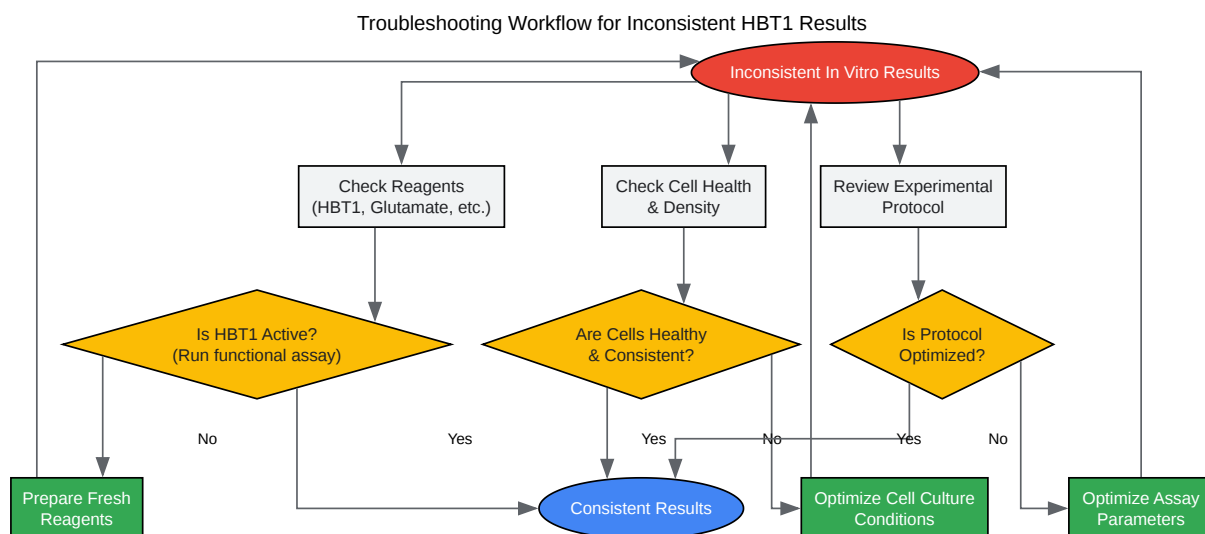 Troubleshooting Workflow for Inconsistent HBT1 Results
Inconsistent In Vitro Results
Check Reagents
(HBT1, Glutamate, etc.)
Check Cell Health
& Density
Review Experimental
Protocol
Is HBT1 Active?
(Run functional assay)
Are Cells Healthy
& Consistent?
Is Protocol
Optimized?
No
Yes
Yes
No
Yes
No
Prepare Fresh
Reagents
Consistent Results
Optimize Cell Culture
Conditions
Optimize Assay
Parameters